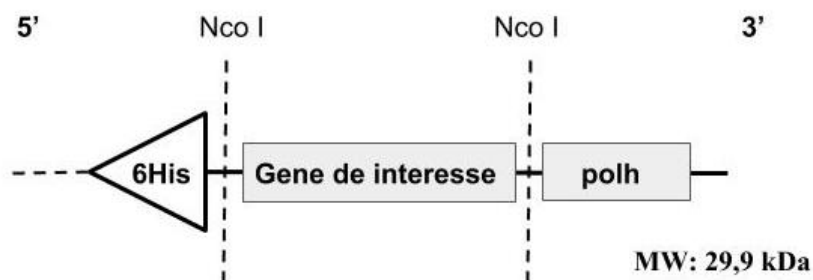 5’ Nco I Nco I 3’
6His Gene de interesse polh
MW: 29,9 kDa